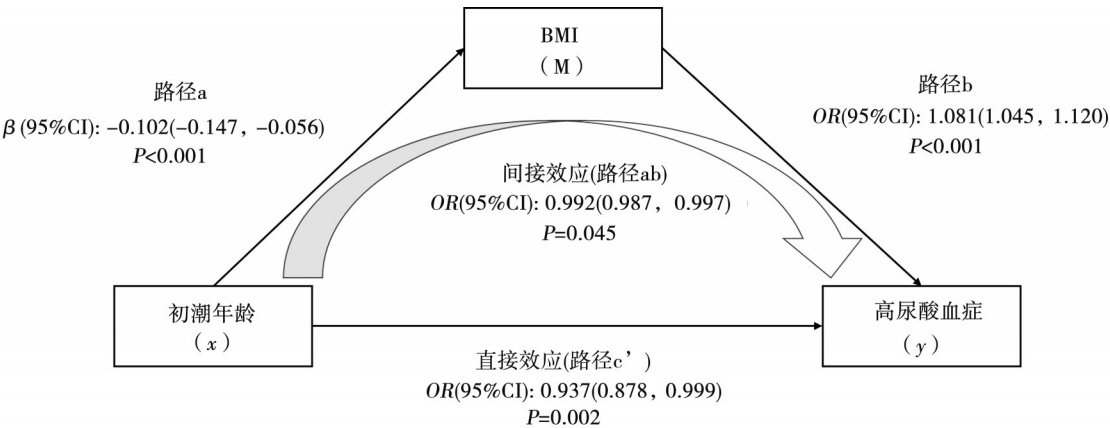 BMI
（M）
路径a
β(95%CI): -0.102(-0.147, -0.056)
P<0.001
路径b
OR(95%CI): 1.081(1.045, 1.120)
P<0.001
间接效应(路径ab)
OR(95%CI): 0.992(0.987, 0.997)
P=0.045
初潮年龄
（x）
高尿酸血症
（y）
直接效应(路径c’)
OR(95%CI): 0.937(0.878, 0.999)
P=0.002